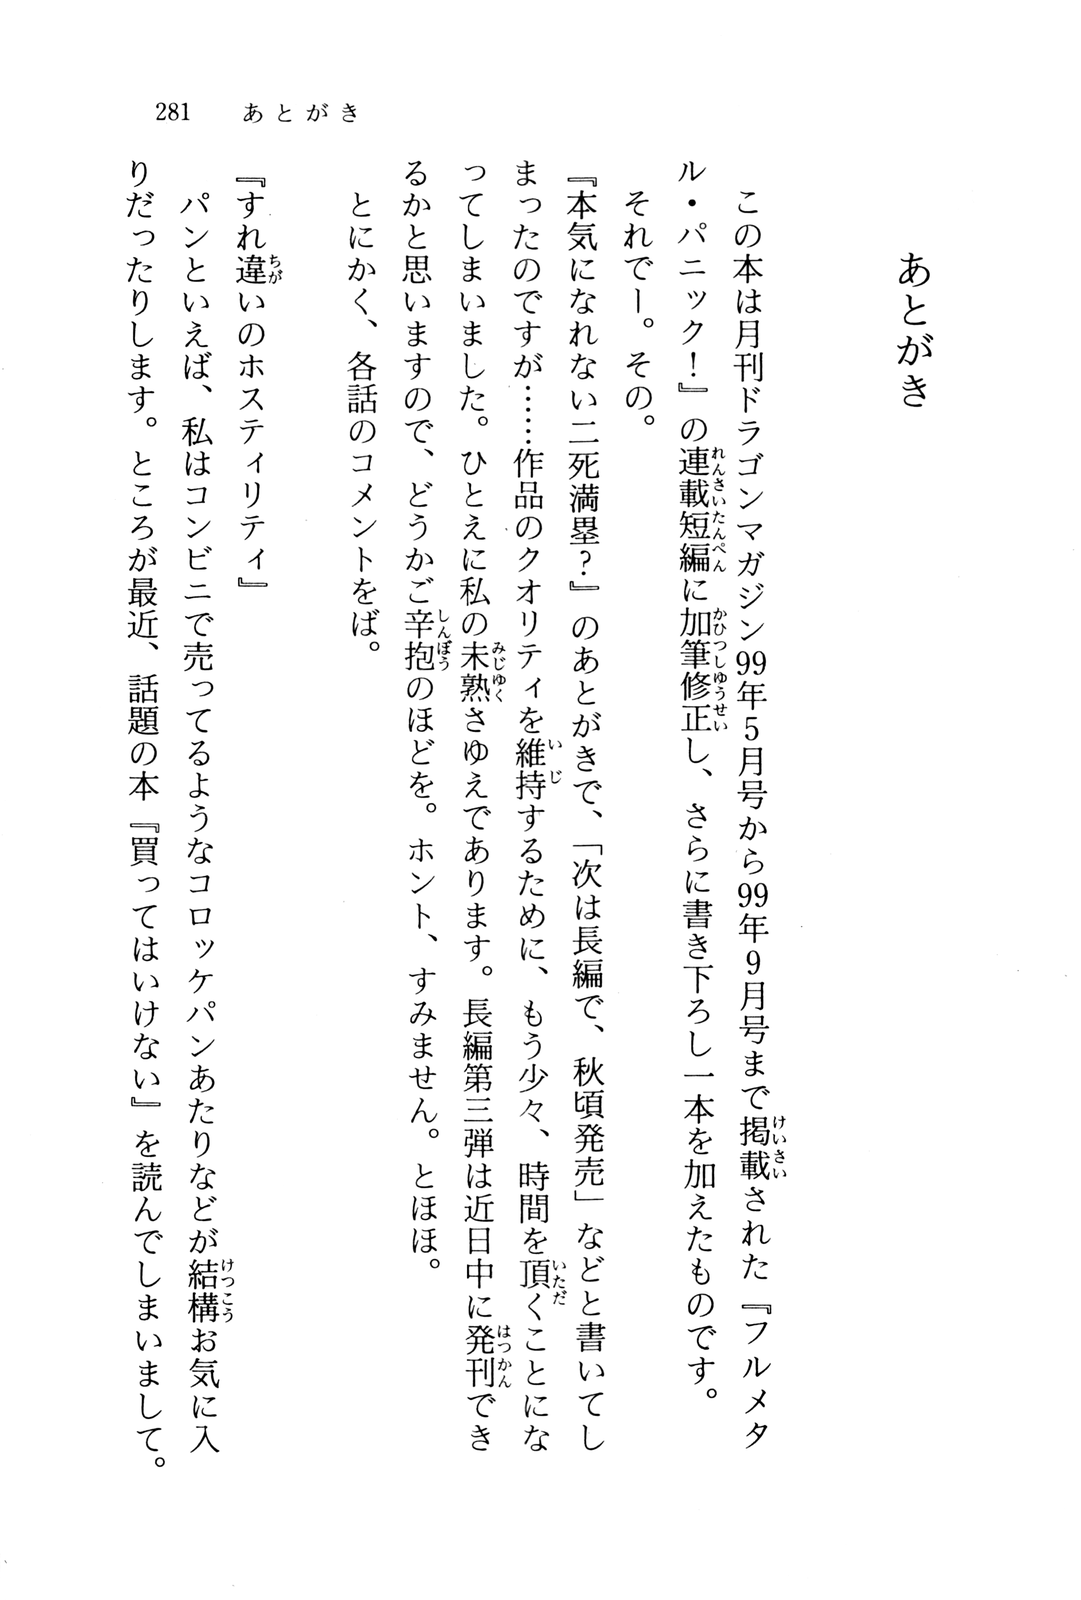 281　あとがき
あとがき
この本は月刊ドラゴンマガジン99年5月号から99年9月号まで掲載された『フルメタ
ル・パニック！』の連載短編に加筆修正し、さらに書き下ろし一本を加えたものです。
それでー。その。
『本気になれない二死満塁？』のあとがきで、「次は長編で、秋頃発売」などと書いてし
まったのですが……作品のクオリティを維持するために、もう少々、時間を頂くことにな
ってしまいました。ひとえに私の未熟さゆえであります。長編第三弾は近日中に発刊でき
るかと思いますので、どうかご辛抱のほどを。ホント、すみません。とほほ。
とにかく、各話のコメントをば。
『すれ違いのホスティリティ』
パンといえば、私はコンビニで売ってるようなコロッケパンあたりなどが結構お気に入
りだったりします。ところが最近、話題の本『買ってはいけない』を読んでしまいまして。